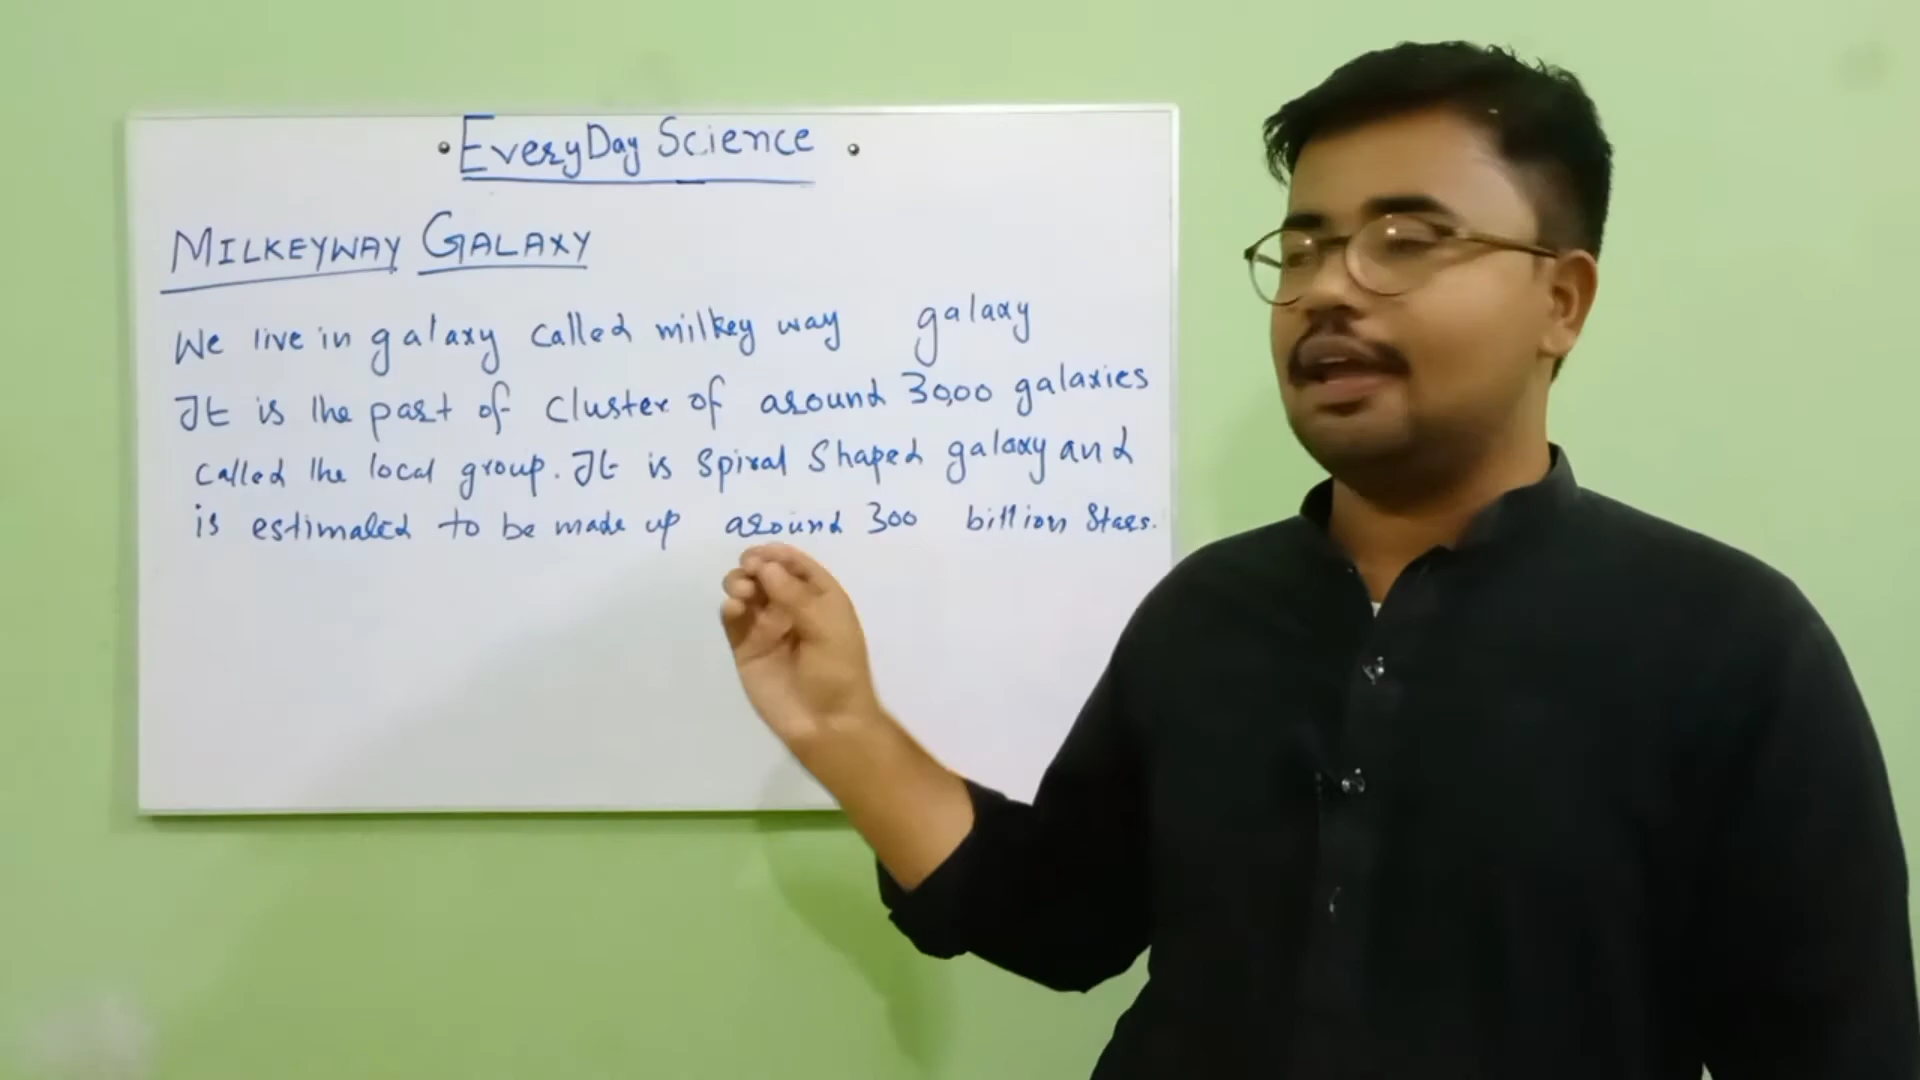 EveryDay Science
MILKEYWAY GALAXY
We live in galaxy called milkey way galaxy
It is the part of cluster of around 30,00 galaxies
called the local group. It is spiral shaped galaxy and
is estimated to be made up around 300 billion stars.